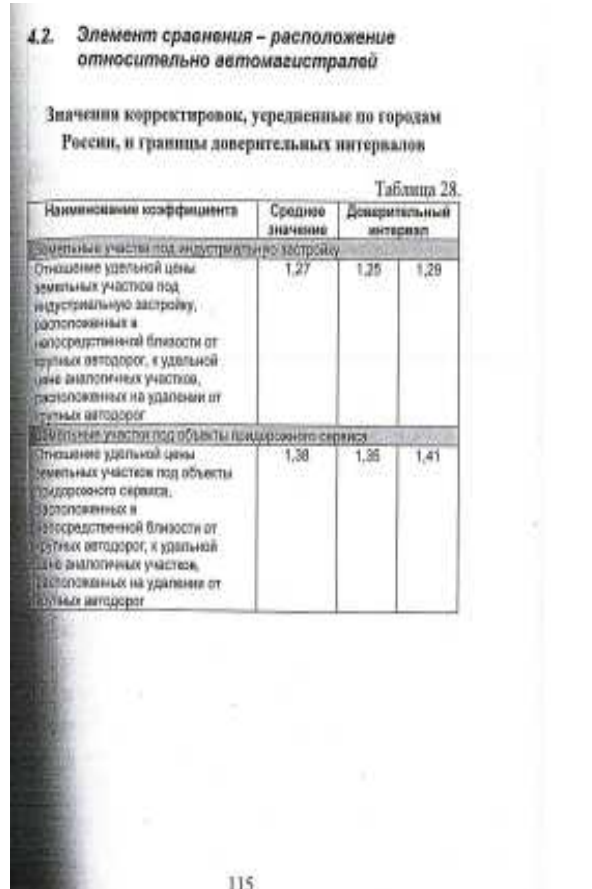 4.2. Элемент сравнения – расположение
относительно автомагистралей
Значения корректировок, усредненные по городам
России, и границы доверительных интервалов
Таблица 28.
Наименование коэффициента Среднее Доверительный
значение интервал
Земельные участки под индустриальную застройку
Отношение удельной цены 1,27 1,25 1,29
земельных участков под
индустриальную застройку,
расположенных в
непосредственной близости от
крупных автодорог, к удельной
цене аналогичных участков,
расположенных на удалении от
крупных автодорог
Земельные участки под объекты придорожного сервиса
Отношение удельной цены 1,38 1,35 1,41
земельных участков под объекты
придорожного сервиса,
расположенных в
непосредственной близости от
крупных автодорог, к удельной
цене аналогичных участков,
расположенных на удалении от
крупных автодорог
115